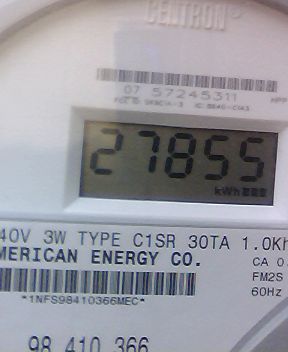 CENTRON®
07 57245311
27855
kWh
40V 3W TYPE C1SR 30TA 1.0Kh
MERICAN ENERGY CO.
CA 0.
FM2S
60Hz
*1NFS98410366MEC*
98 410 366